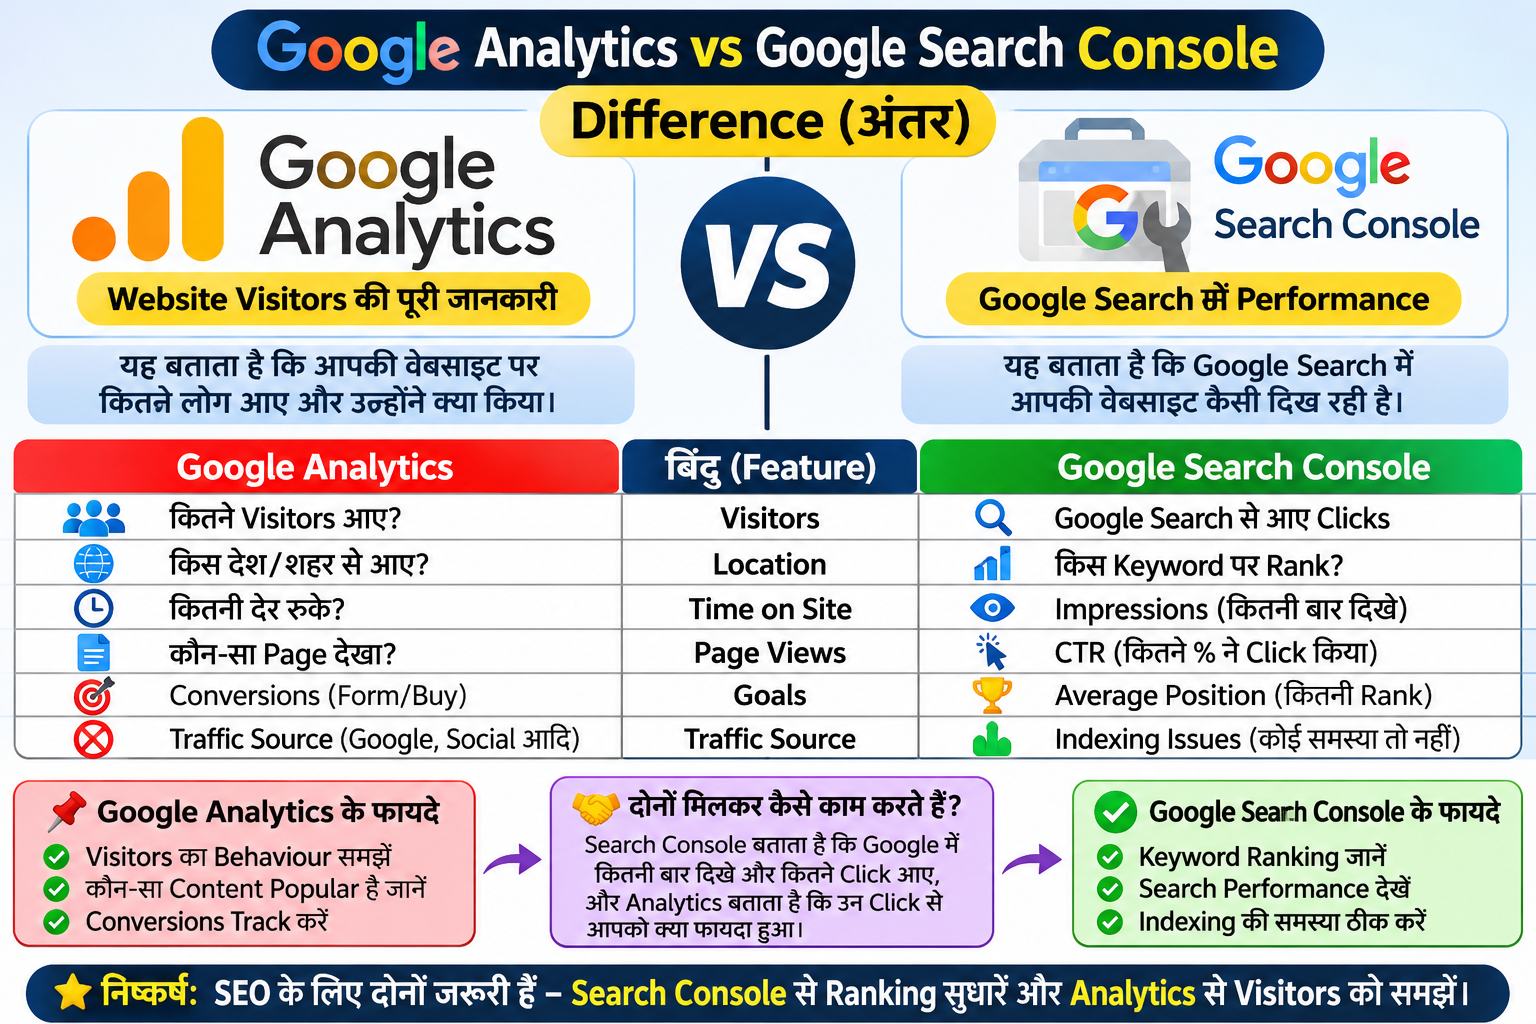 Google Analytics vs Google Search Console
Difference (अंतर)
Google
Analytics
Website Visitors की पूरी जानकारी
यह बताता है कि आपकी वेबसाइट पर
कितने लोग आए और उन्होंने क्या किया।
VS
G
Google
Search Console
Google Search में Performance
यह बताता है कि Google Search में
आपकी वेबसाइट कैसी दिख रही है।
Google Analytics बिंदु (Feature) Google Search Console
कितने Visitors आए? Visitors Google Search से आए Clicks
किस देश/शहर से आए? Location किस Keyword पर Rank?
कितनी देर रुके? Time on Site Impressions (कितनी बार दिखे)
कौन-सा Page देखा? Page Views CTR (कितने % ने Click किया)
Conversions (Form/Buy) Goals Average Position (कितनी Rank)
Traffic Source (Google, Social आदि) Traffic Source Indexing Issues (कोई समस्या तो नहीं)
Google Analytics के फायदे
Visitors का Behaviour समझें
कौन-सा Content Popular है जानें
Conversions Track करें
दोनों मिलकर कैसे काम करते हैं?
Search Console बताता है कि Google में
कितनी बार दिखे और कितने Click आए,
और Analytics बताता है कि उन Click से
आपको क्या फायदा हुआ।
Google Search Console के फायदे
Keyword Ranking जानें
Search Performance देखें
Indexing की समस्या ठीक करें
निष्कर्ष: SEO के लिए दोनों जरूरी हैं – Search Console से Ranking सुधारें और Analytics से Visitors को समझें।